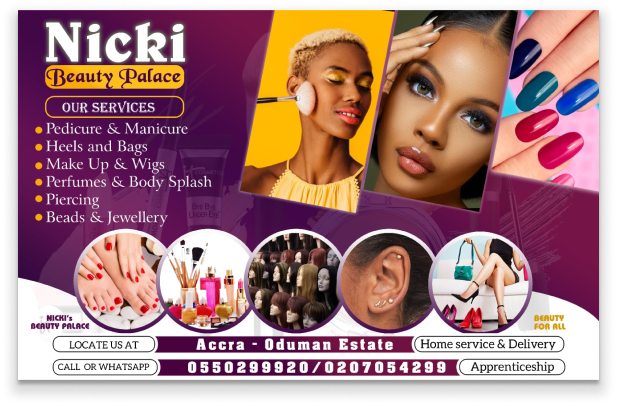 Nicki
Beauty Palace
OUR SERVICES
Pedicure & Manicure
Heels and Bags
Make Up & Wigs
Perfumes & Body Splash
Piercing
Beads & Jewellery
NICKI's
BEAUTY PALACE
BEAUTY
FOR ALL
LOCATE US AT
Accra - Oduman Estate
Home service & Delivery
CALL OR WHATSAPP
0550299920/0207054299
Apprenticeship